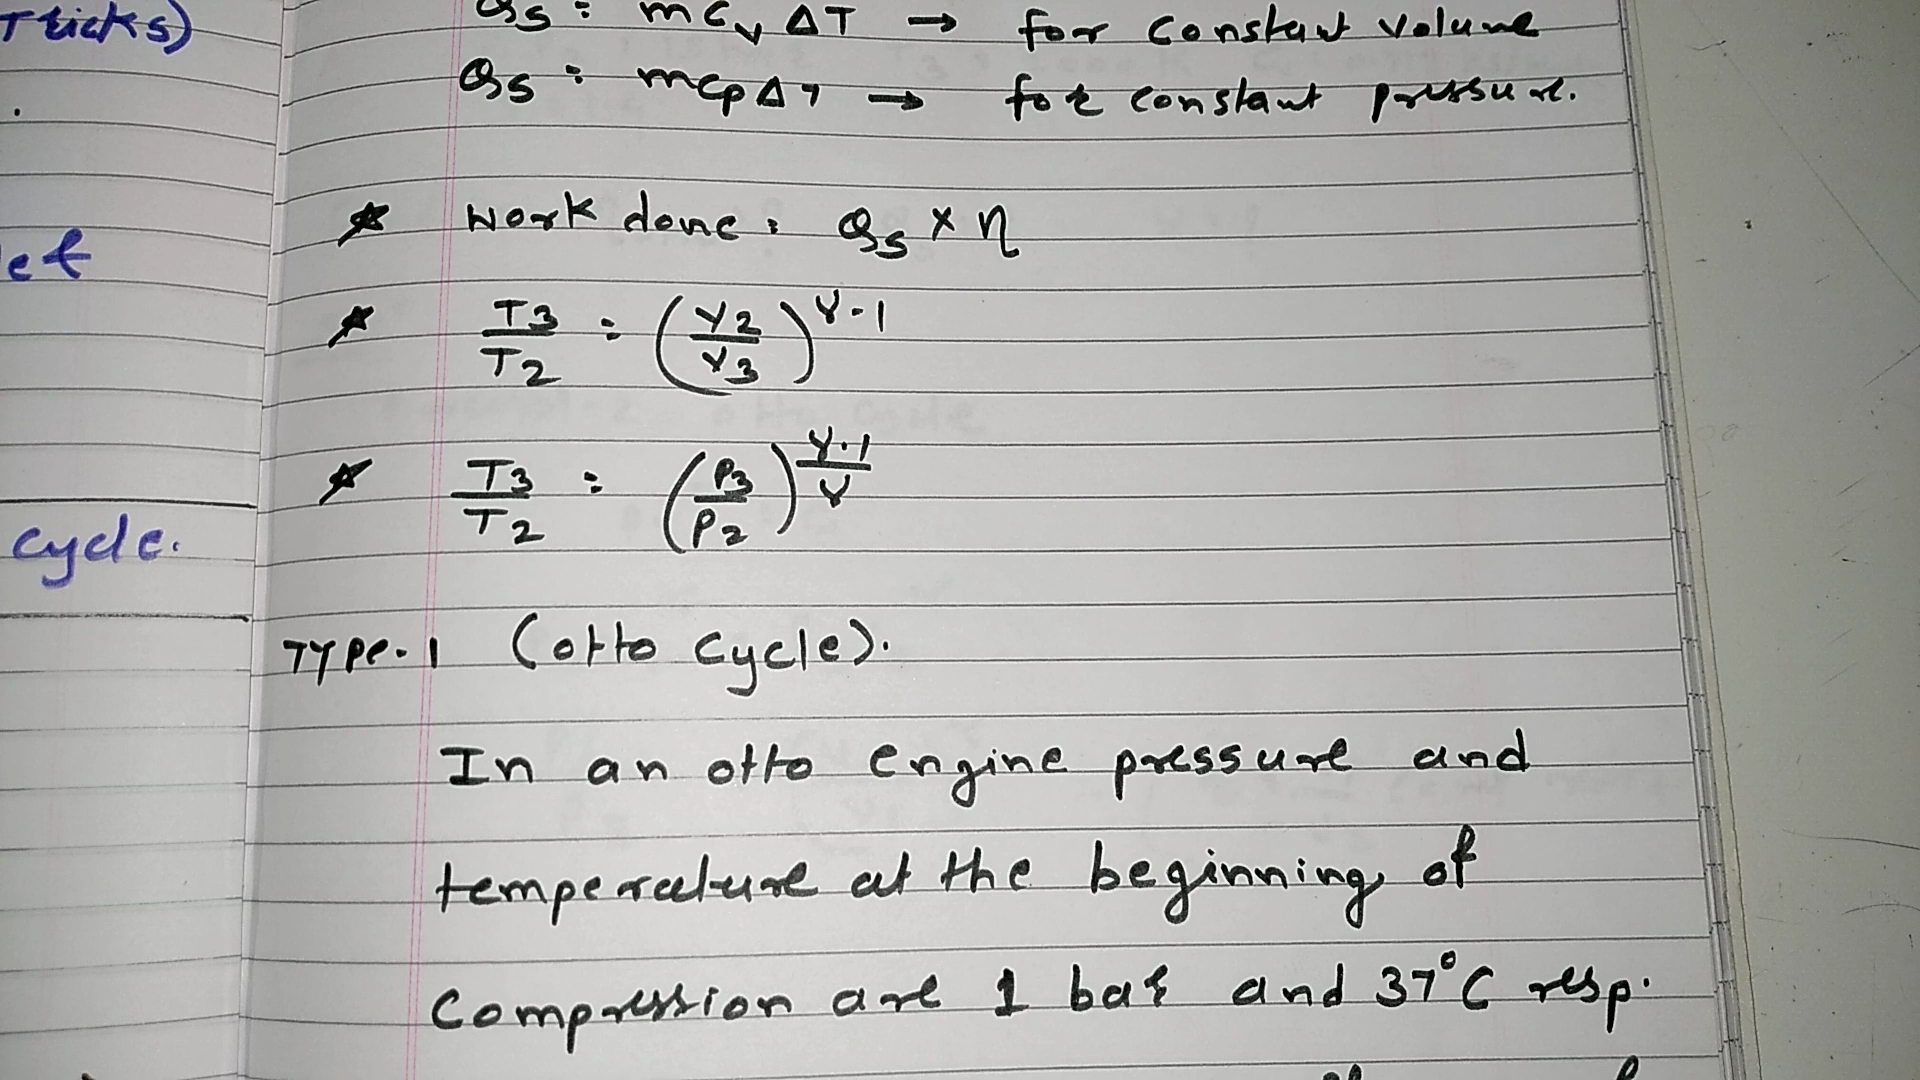 Tricks)
et
cycle.
Qs = mCv ΔT → for constant volume
Qs = mCp ΔT → for constant pressure.
work done = Qs × η
T3/T2 = (V2/V3)^γ-1
T3/T2 = (P3/P2)^γ-1/γ
Type-1 (otto cycle).
In an otto engine pressure and
temperature at the beginning of
compression are 1 bar and 37°C resp.